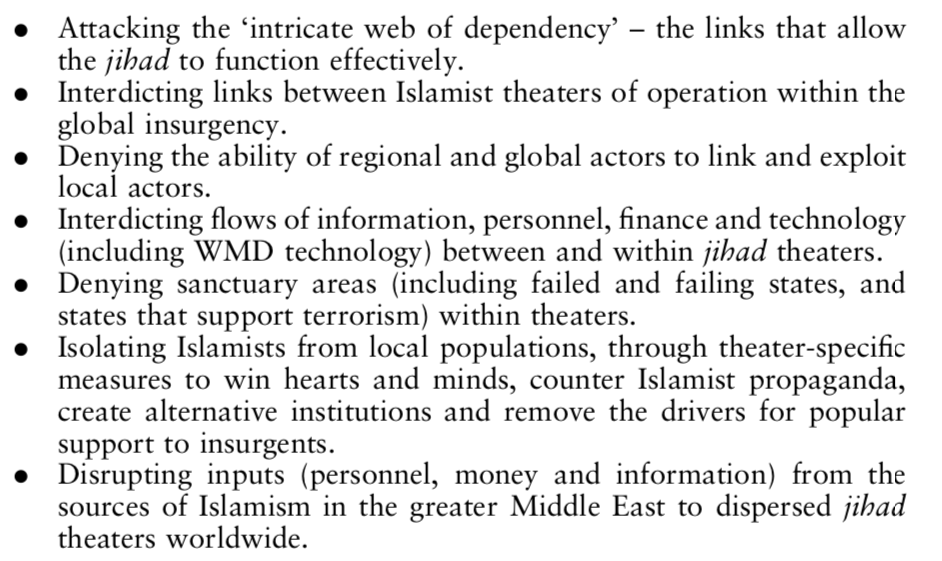 • Attacking the ‘intricate web of dependency’ – the links that allow
the jihad to function effectively.
• Interdicting links between Islamist theaters of operation within the
global insurgency.
• Denying the ability of regional and global actors to link and exploit
local actors.
• Interdicting flows of information, personnel, finance and technology
(including WMD technology) between and within jihad theaters.
• Denying sanctuary areas (including failed and failing states, and
states that support terrorism) within theaters.
• Isolating Islamists from local populations, through theater-specific
measures to win hearts and minds, counter Islamist propaganda,
create alternative institutions and remove the drivers for popular
support to insurgents.
• Disrupting inputs (personnel, money and information) from the
sources of Islamism in the greater Middle East to dispersed jihad
theaters worldwide.